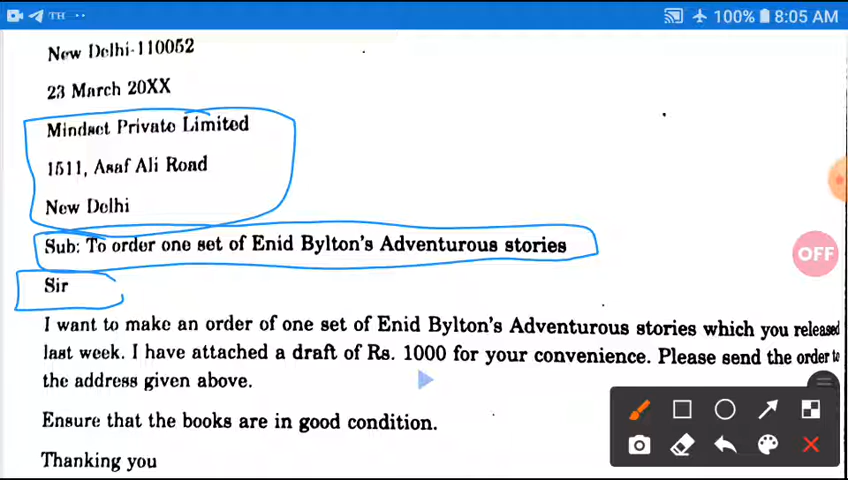 TH
100% 8:05 AM
New Delhi-110052
23 March 20XX
Mindset Private Limited
1511, Asaf Ali Road
New Delhi
Sub: To order one set of Enid Bylton's Adventurous stories
Sir
OFF
I want to make an order of one set of Enid Bylton's Adventurous stories which you released
last week. I have attached a draft of Rs. 1000 for your convenience. Please send the order to
the address given above.
Ensure that the books are in good condition.
Thanking you